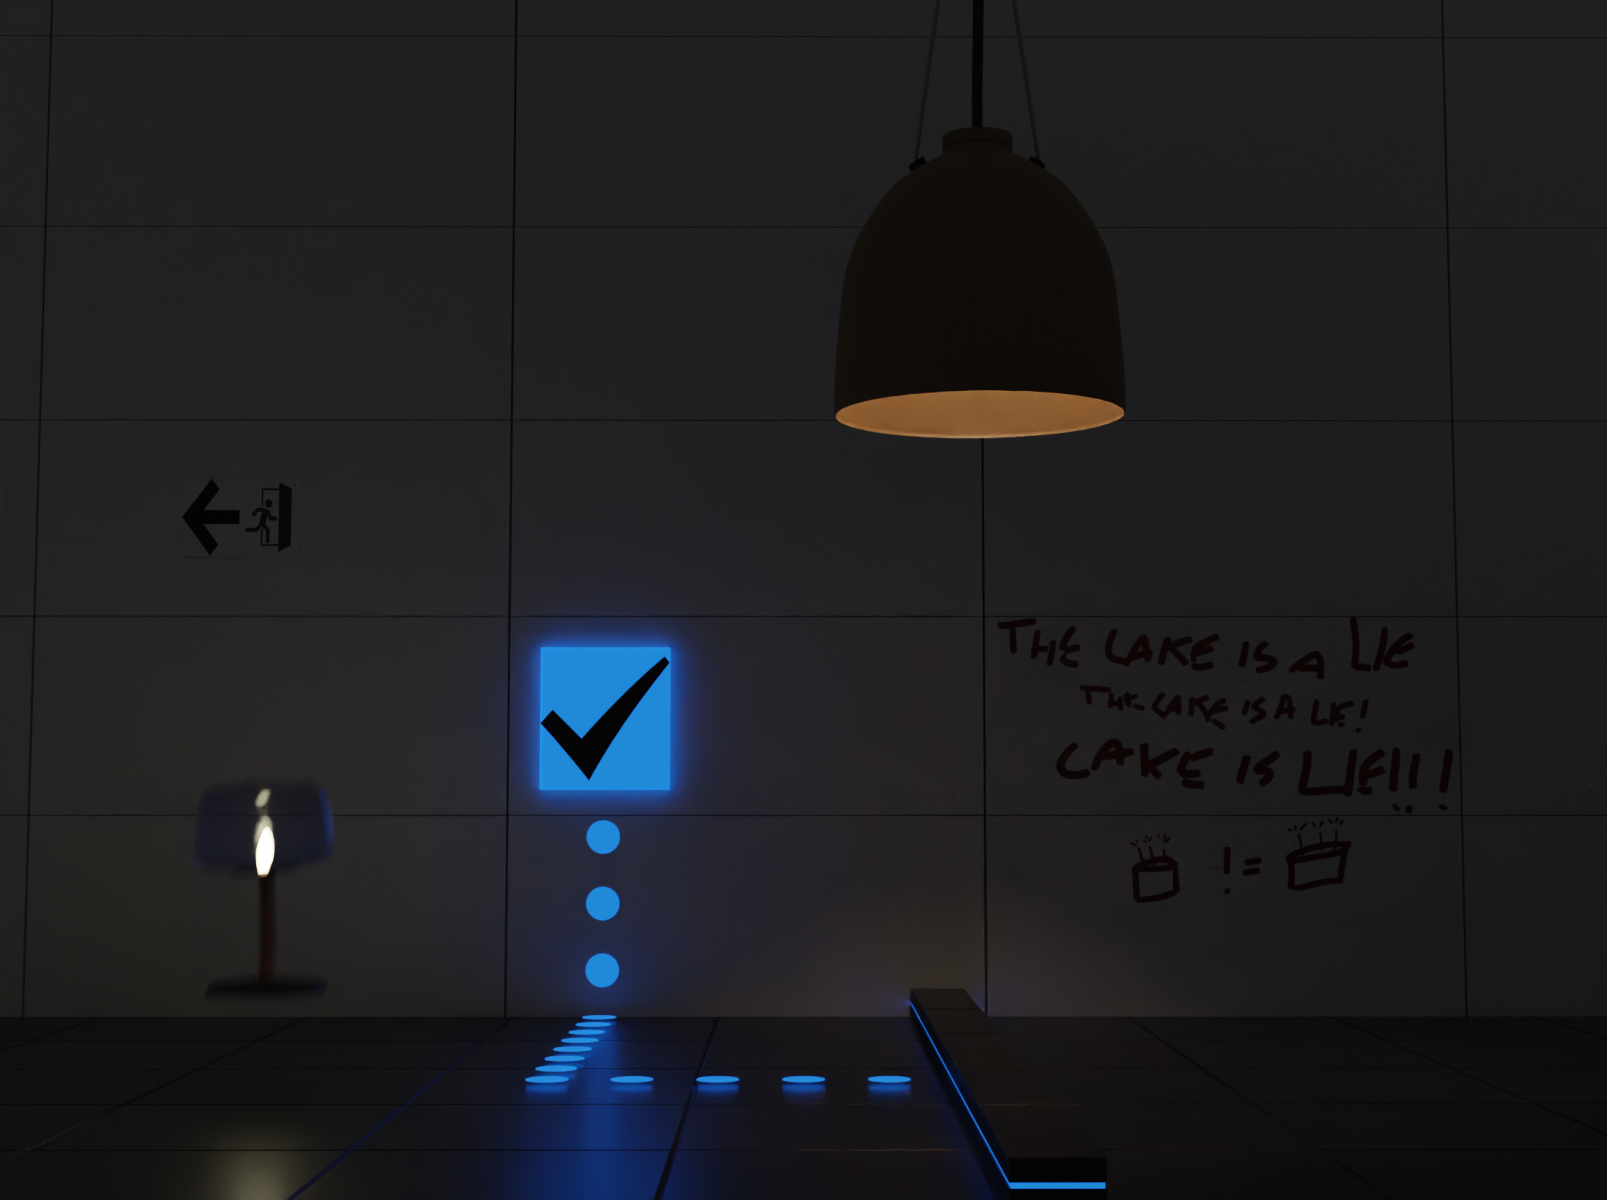 THE CAKE IS A LIE
THE CAKE IS A LIE!
CAKE IS LIE!!!
!=